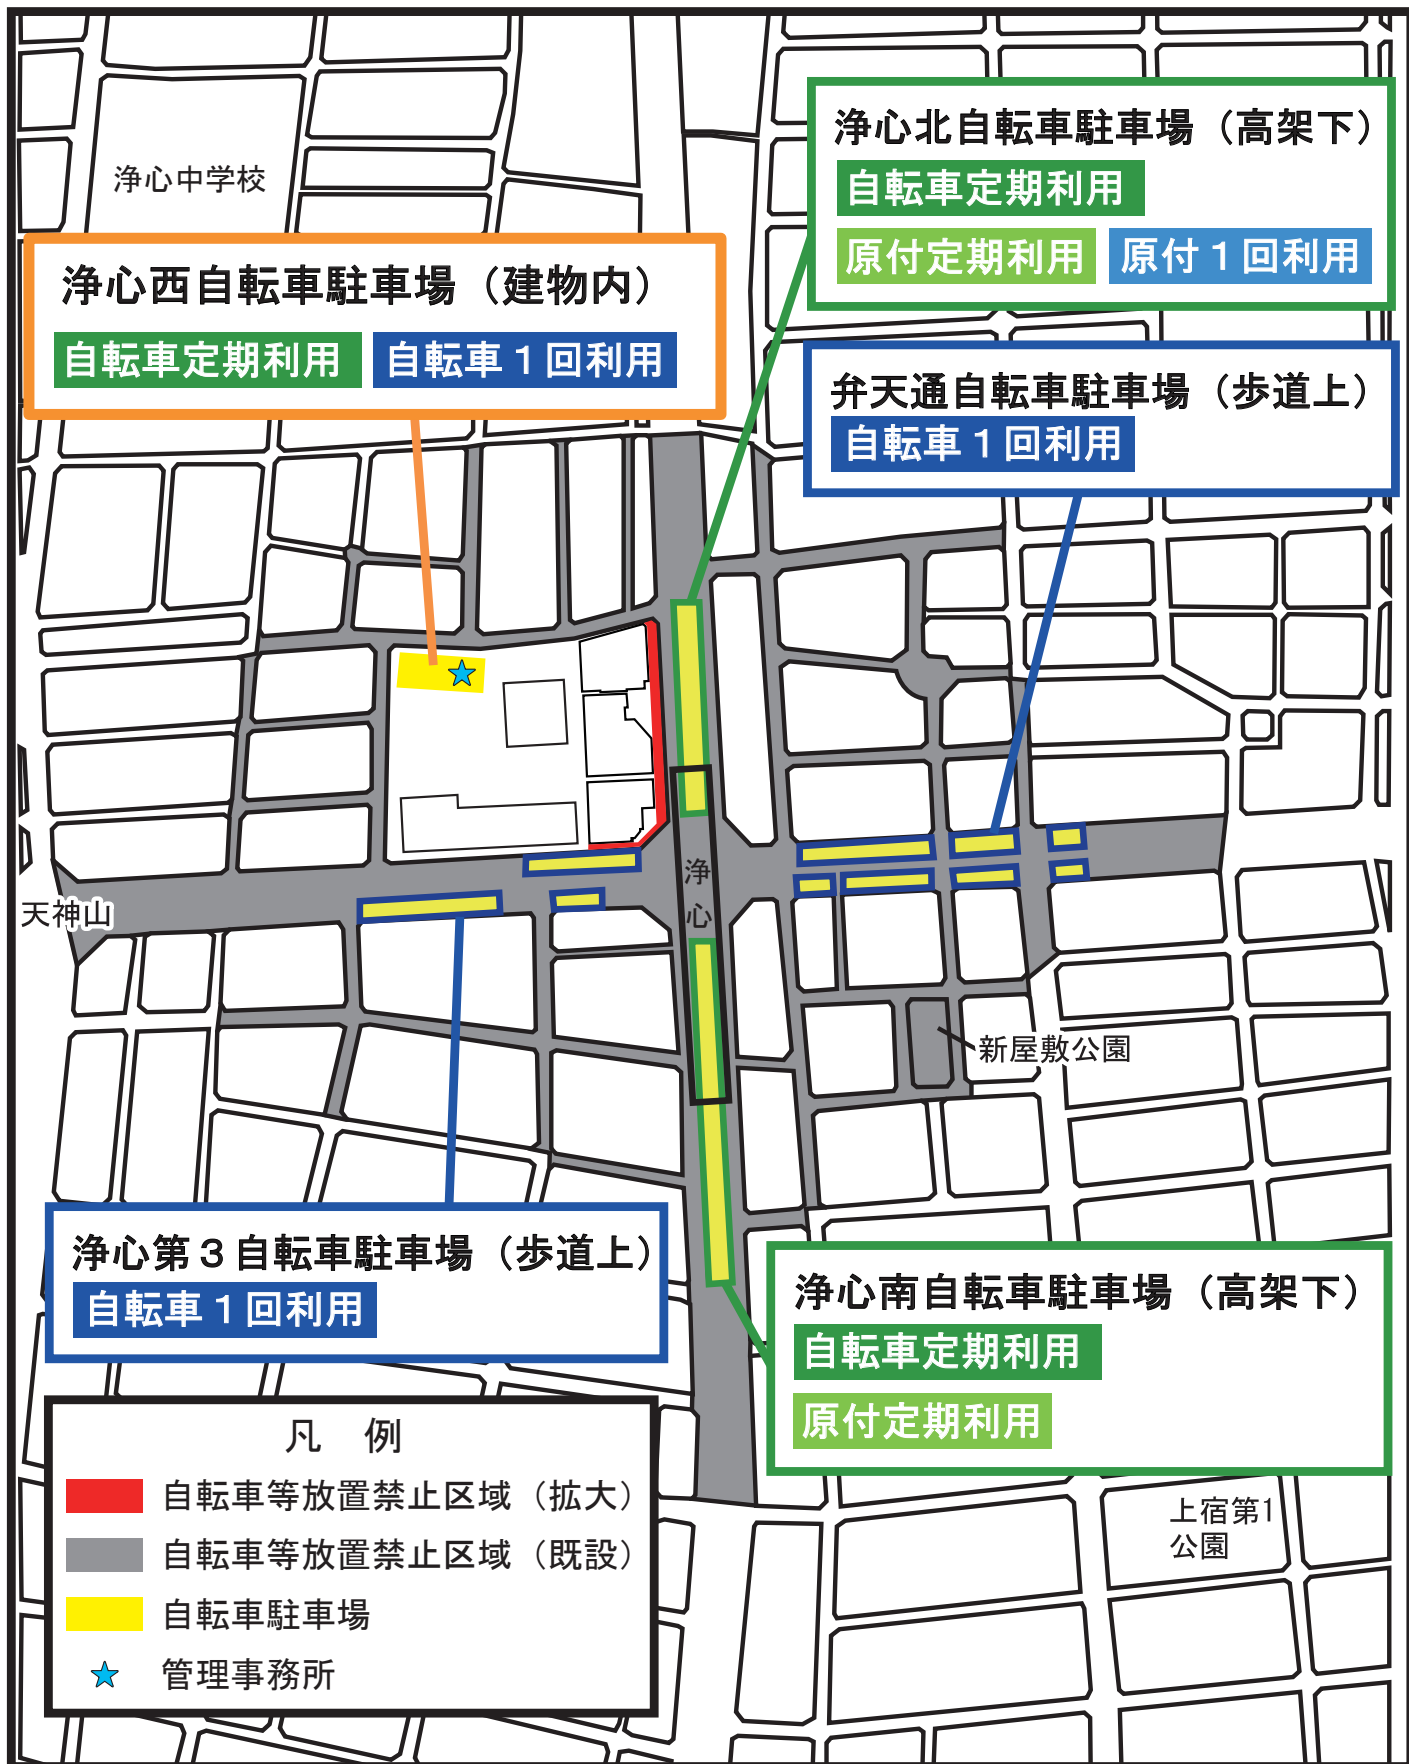 浄心中学校
浄心北自転車駐車場（高架下）
自転車定期利用
原付定期利用 原付１回利用
浄心西自転車駐車場（建物内）
自転車定期利用 自転車１回利用
弁天通自転車駐車場（歩道上）
自転車１回利用
浄心
天神山
新屋敷公園
浄心第３自転車駐車場（歩道上）
自転車１回利用
浄心南自転車駐車場（高架下）
自転車定期利用
原付定期利用
凡　例
自転車等放置禁止区域（拡大）
自転車等放置禁止区域（既設）
自転車駐車場
管理事務所
上宿第1
公園